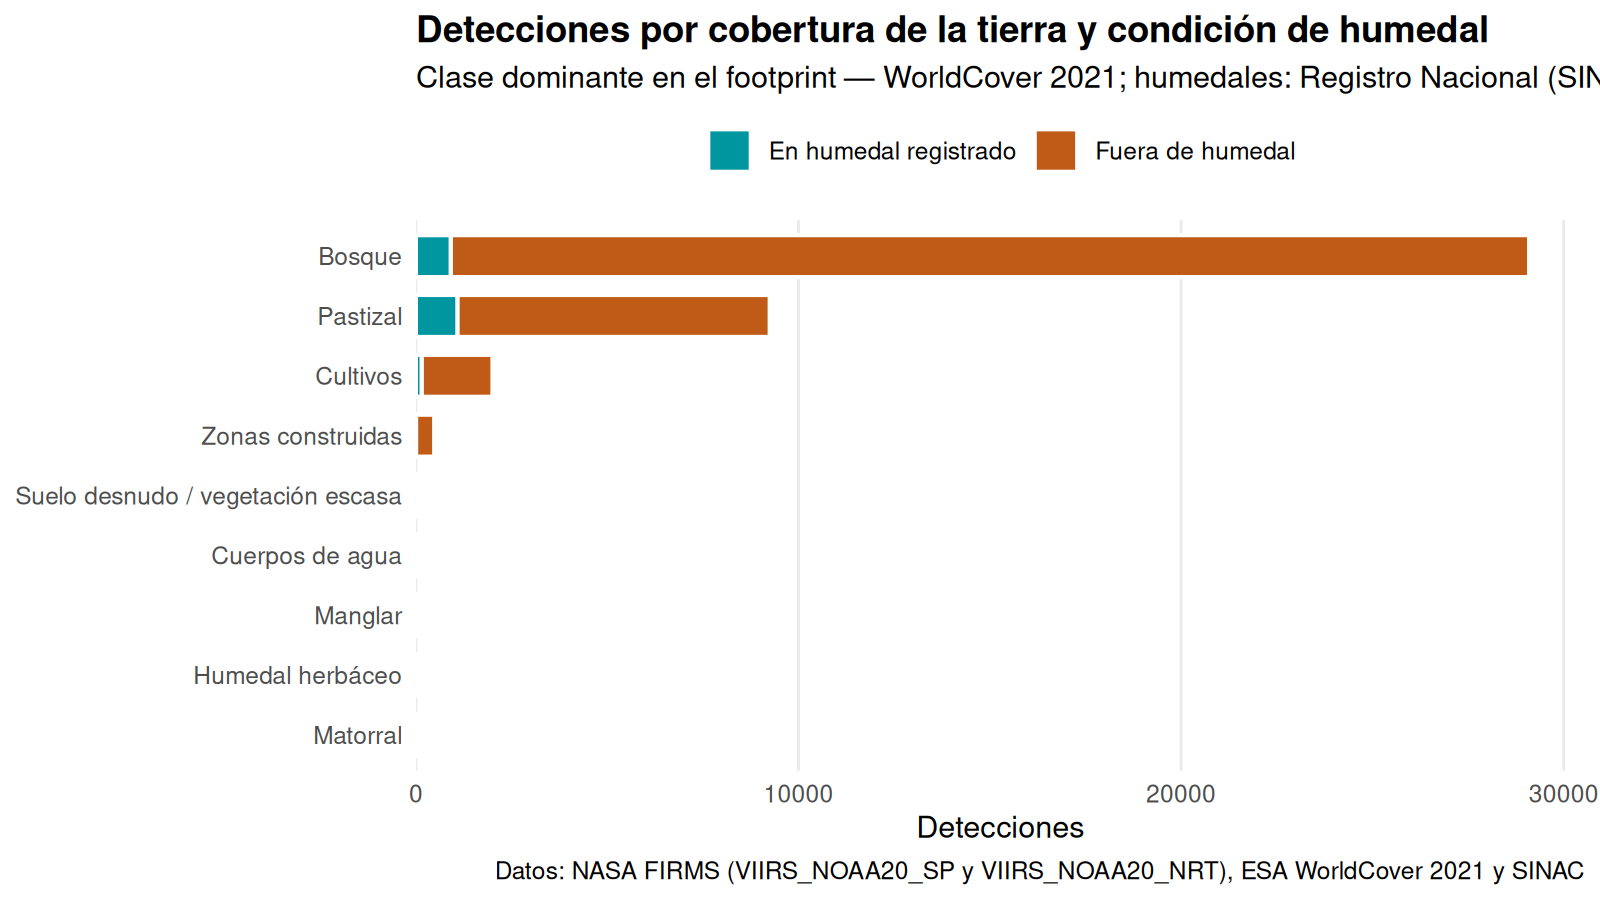 Detecciones por cobertura de la tierra y condición de humedal
Clase dominante en el footprint — WorldCover 2021; humedales: Registro Nacional (SIN
En humedal registrado
Fuera de humedal
Bosque
Pastizal
Cultivos
Zonas construidas
Suelo desnudo / vegetación escasa
Cuerpos de agua
Manglar
Humedal herbáceo
Matorral
0 10000 20000 30000
Detecciones
Datos: NASA FIRMS (VIIRS_NOAA20_SP y VIIRS_NOAA20_NRT), ESA WorldCover 2021 y SINAC